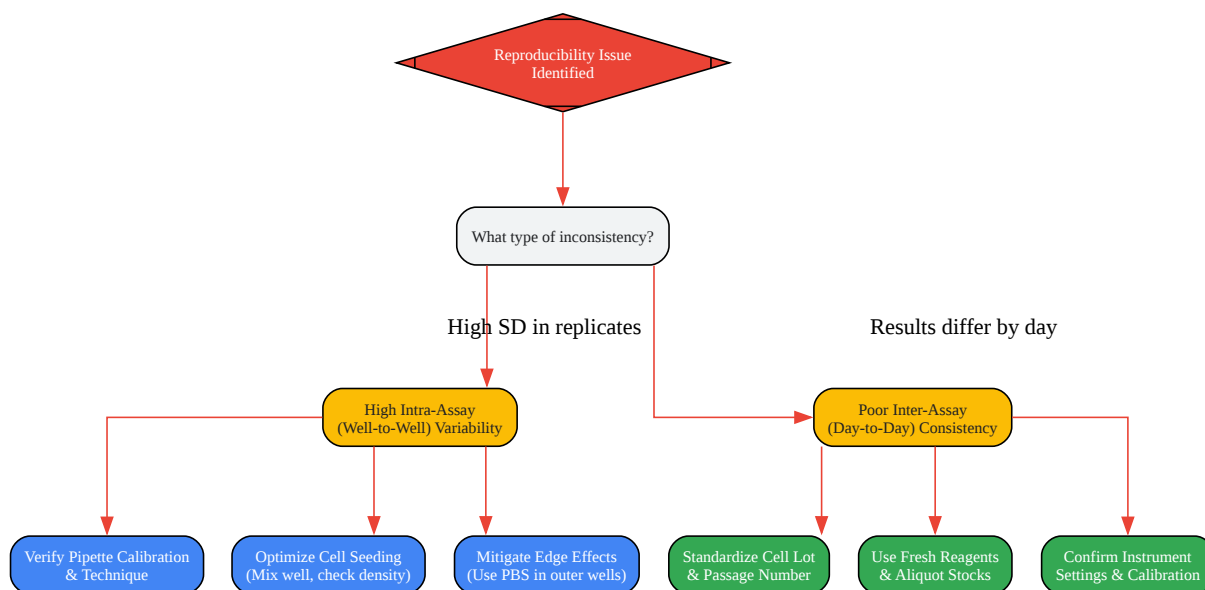 Reproducibility Issue
Identified
What type of inconsistency?
High SD in replicates
Results differ by day
High Intra-Assay
(Well-to-Well) Variability
Poor Inter-Assay
(Day-to-Day) Consistency
Verify Pipette Calibration
& Technique
Optimize Cell Seeding
(Mix well, check density)
Mitigate Edge Effects
(Use PBS in outer wells)
Standardize Cell Lot
& Passage Number
Use Fresh Reagents
& Aliquot Stocks
Confirm Instrument
Settings & Calibration